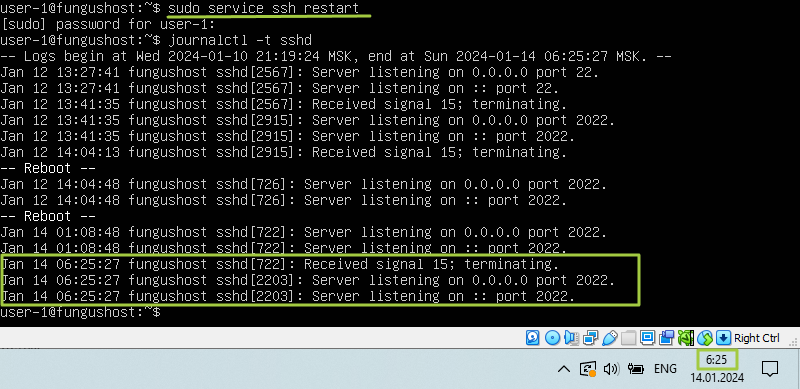 user-1@fungushost:~$ sudo service ssh restart
[sudo] password for user-1:
user-1@fungushost:~$ journalctl -t sshd
-- Logs begin at Wed 2024-01-10 21:19:24 MSK, end at Sun 2024-01-14 06:25:27 MSK. --
Jan 12 13:27:41 fungushost sshd[2567]: Server listening on 0.0.0.0 port 22.
Jan 12 13:27:41 fungushost sshd[2567]: Server listening on :: port 22.
Jan 12 13:41:35 fungushost sshd[2567]: Received signal 15; terminating.
Jan 12 13:41:35 fungushost sshd[2915]: Server listening on 0.0.0.0 port 2022.
Jan 12 13:41:35 fungushost sshd[2915]: Server listening on :: port 2022.
Jan 12 14:04:13 fungushost sshd[2915]: Received signal 15; terminating.
-- Reboot --
Jan 12 14:04:48 fungushost sshd[726]: Server listening on 0.0.0.0 port 2022.
Jan 12 14:04:48 fungushost sshd[726]: Server listening on :: port 2022.
-- Reboot --
Jan 14 01:08:48 fungushost sshd[722]: Server listening on 0.0.0.0 port 2022.
Jan 14 01:08:48 fungushost sshd[722]: Server listening on :: port 2022.
Jan 14 06:25:27 fungushost sshd[722]: Received signal 15; terminating.
Jan 14 06:25:27 fungushost sshd[2203]: Server listening on 0.0.0.0 port 2022.
Jan 14 06:25:27 fungushost sshd[2203]: Server listening on :: port 2022.
user-1@fungushost:~$
Right Ctrl
ENG
6:25
14.01.2024